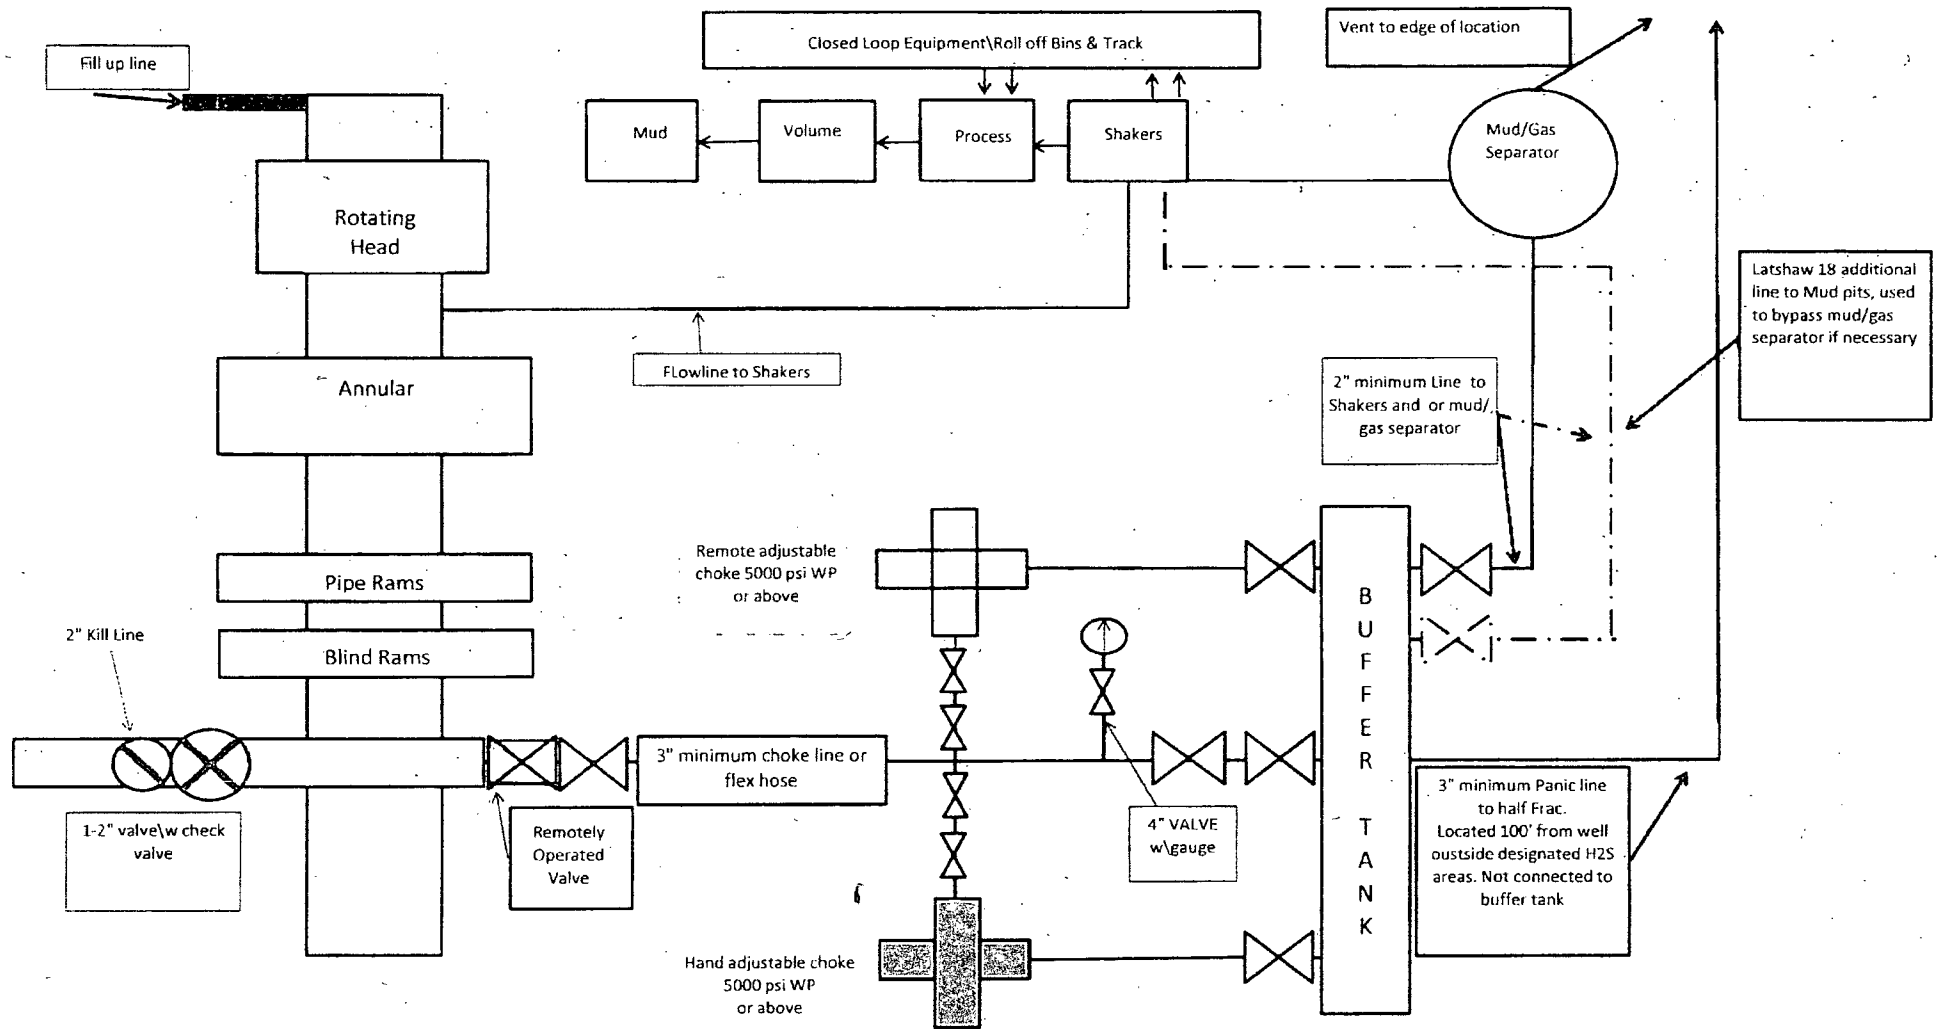 Closed Loop Equipment\Roll off Bins & Track
Vent to edge of location
Fill up line
Mud
Volume
Process
Shakers
Mud/Gas
Separator
Rotating
Head
Latshaw 18 additional
line to Mud pits, used
to bypass mud/gas
separator if necessary
FLowline to Shakers
Annular
2" minimum Line to
Shakers and or mud/
gas separator
Remote adjustable
choke 5000 psi WP
or above
Pipe Rams
Blind Rams
2" Kill Line
3" minimum choke line or
flex hose
1-2" valve\w check
valve
Remotely
Operated
Valve
4" VALVE
w\gauge
B
U
F
F
E
R
T
A
N
K
3" minimum Panic line
to half Frac.
Located 100' from well
oustside designated H2S
areas. Not connected to
buffer tank
Hand adjustable choke
5000 psi WP
or above